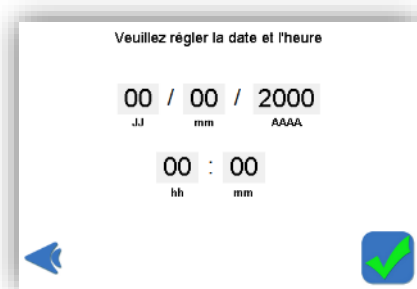 Veuillez régler la date et l'heure
00 / 00 / 2000
JJ mm AAAA
00 : 00
hh mm